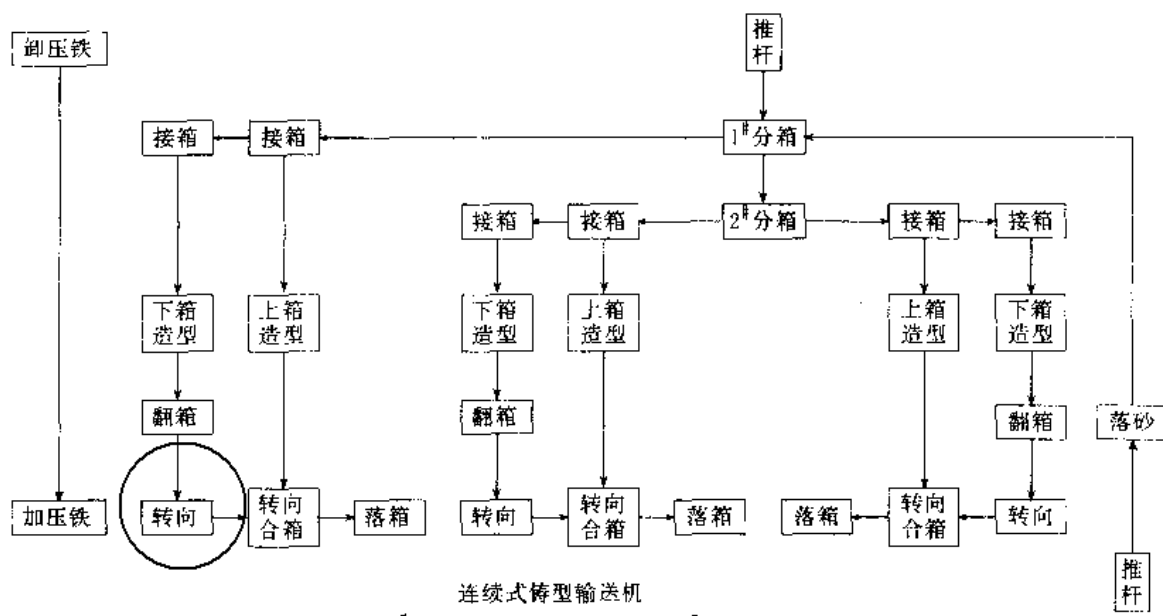 推
杆
卸压铁
接箱
接箱
1#分箱
接箱
接箱
2#分箱
接箱
接箱
下箱
造型
上箱
造型
下箱
造型
上箱
造型
上箱
造型
下箱
造型
翻箱
翻箱
翻箱
落砂
加压铁
转向
转向
合箱
落箱
转向
转向
合箱
落箱
落箱
转向
合箱
转向
推
杆
连续式铸型输送机